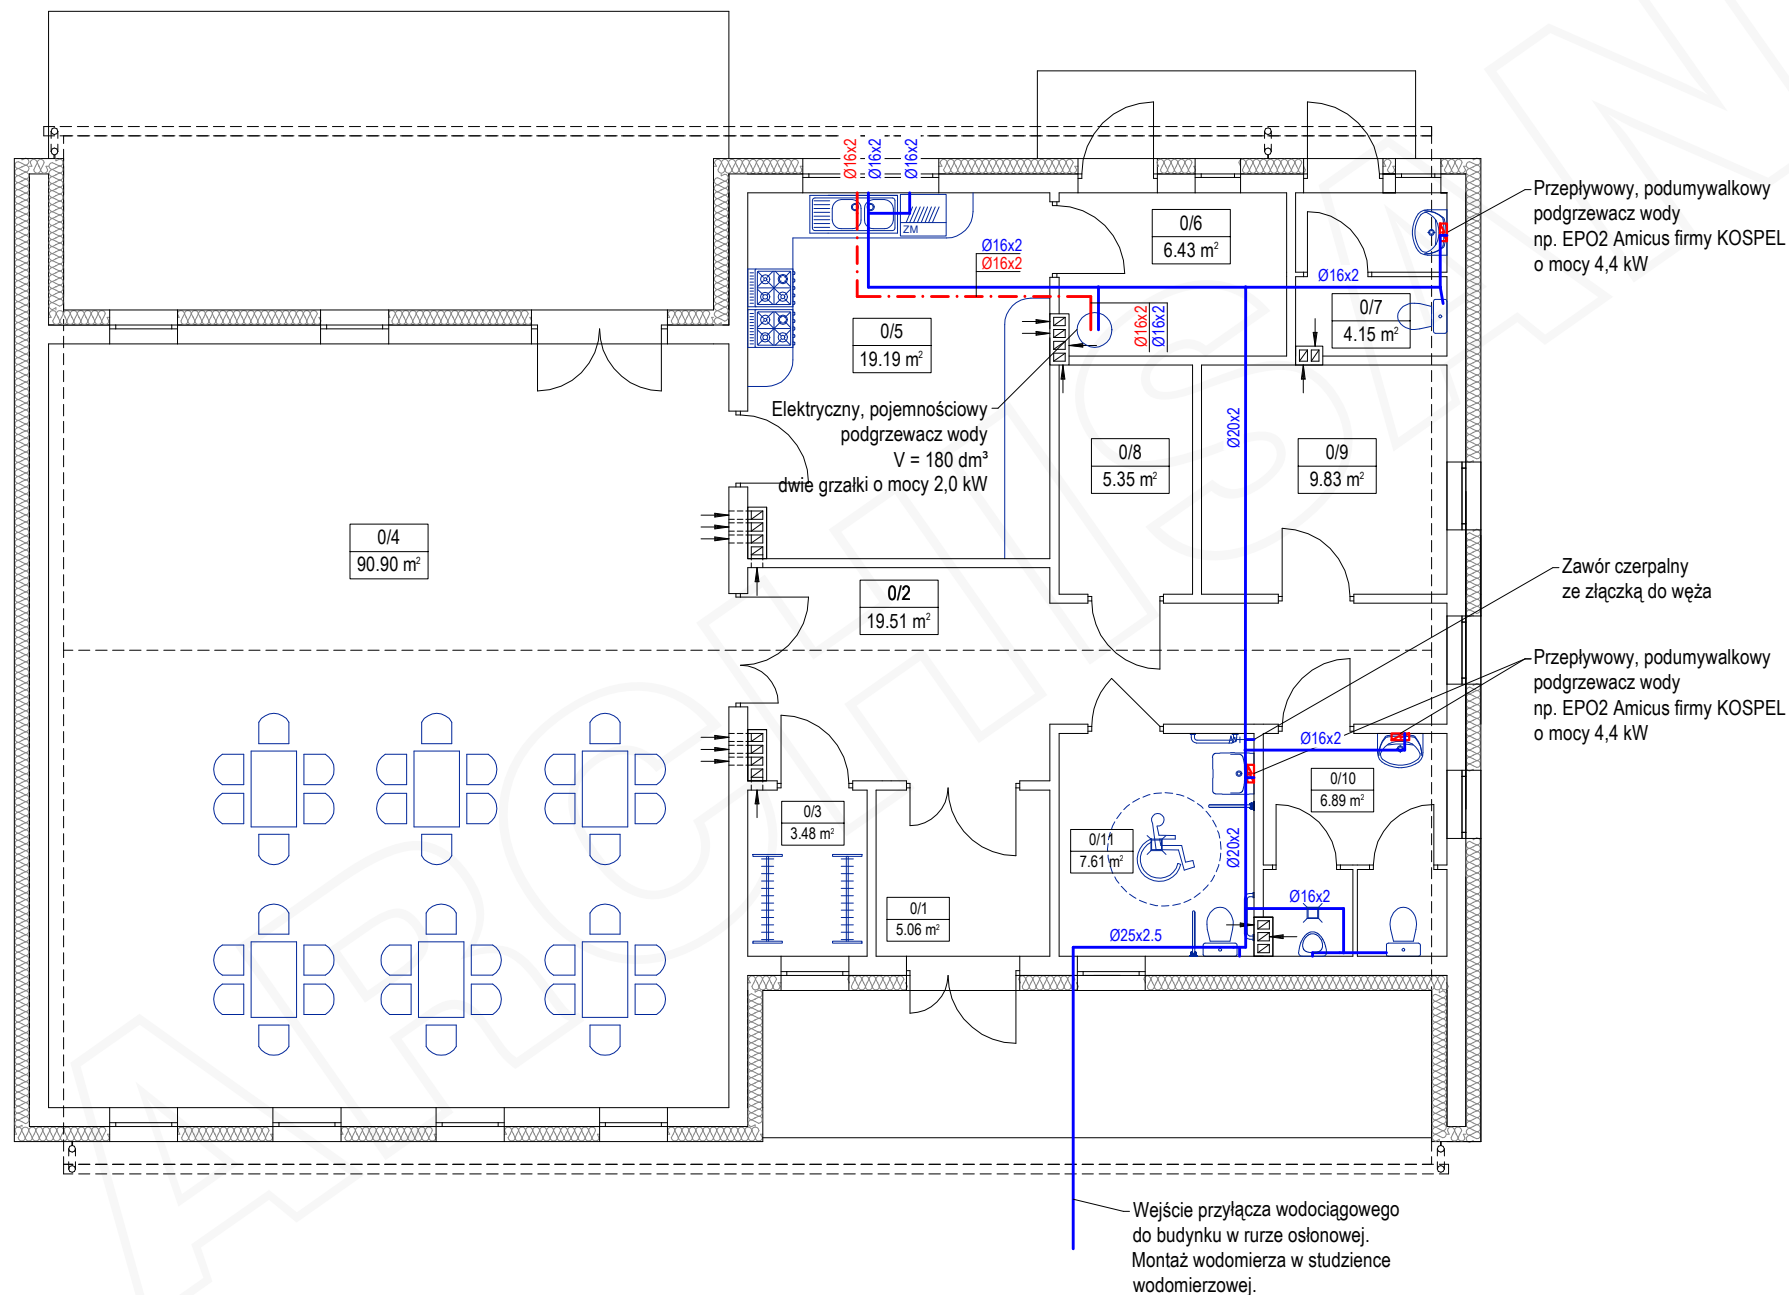 Ø16x2
Ø16x2
Ø16x2
ZM
Przepływowy, podumywalkowy
podgrzewacz wody
np. EPO2 Amicus firmy KOSPEL
o mocy 4,4 kW
0/6
6.43 m²
Ø16x2
Ø16x2
Ø16x2
0/7
4.15 m²
Ø16x2
Ø16x2
0/5
19.19 m²
Elektryczny, pojemnościowy
podgrzewacz wody
V = 180 dm³
dwie grzałki o mocy 2,0 kW
Ø20x2
0/8
5.35 m²
0/9
9.83 m²
0/4
90.90 m²
0/2
19.51 m²
Zawór czerpalny
ze złączką do węża
Przepływowy, podumywalkowy
podgrzewacz wody
np. EPO2 Amicus firmy KOSPEL
o mocy 4,4 kW
Ø16x2
0/10
6.89 m²
0/3
3.48 m²
0/11
7.61 m²
Ø20x2
Ø16x2
0/1
5.06 m²
Ø25x2.5
Wejście przyłącza wodociągowego
do budynku w rurze osłonowej.
Montaż wodomierza w studzience
wodomierzowej.
ARCHISAN